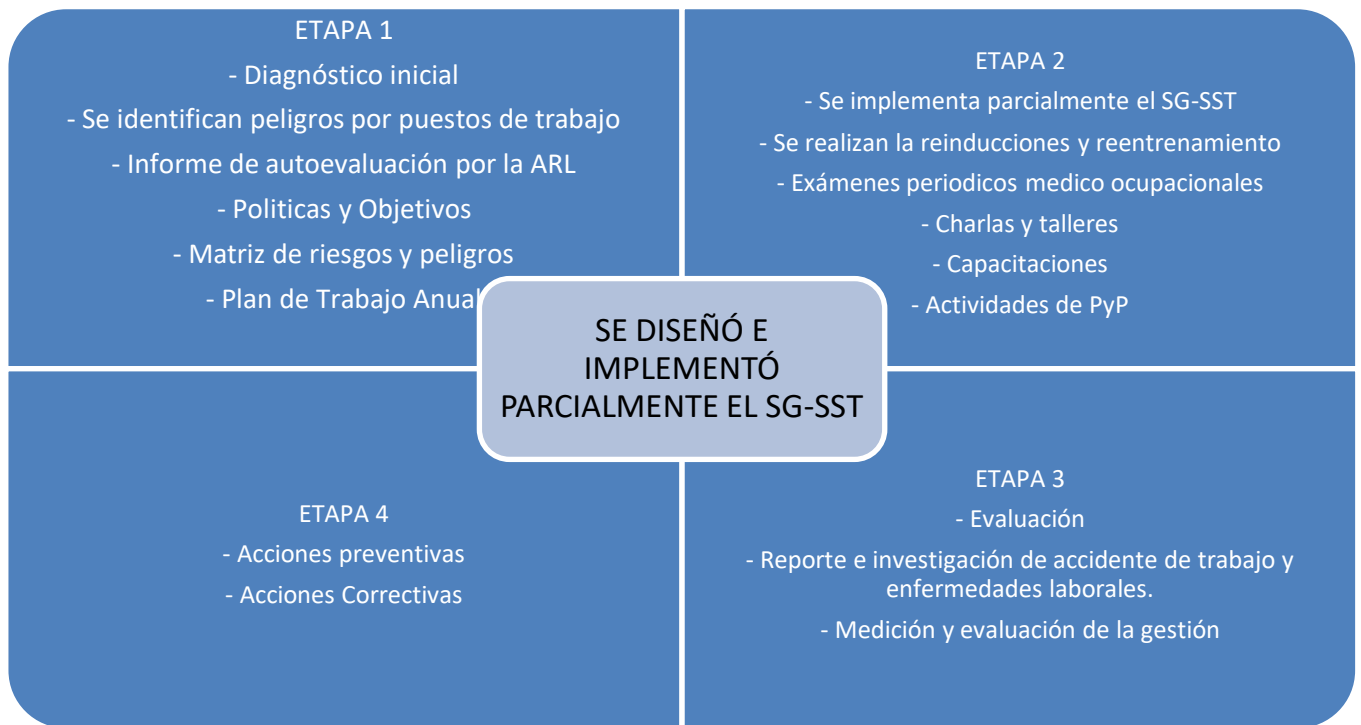 ETAPA 1
- Diagnóstico inicial
- Se identifican peligros por puestos de trabajo
- Informe de autoevaluación por la ARL
- Politicas y Objetivos
- Matriz de riesgos y peligros
- Plan de Trabajo Anual
ETAPA 2
- Se implementa parcialmente el SG-SST
- Se realizan la reinducciones y reentrenamiento
- Exámenes periodicos medico ocupacionales
- Charlas y talleres
- Capacitaciones
- Actividades de PyP
SE DISEÑÓ E
IMPLEMENTÓ
PARCIALMENTE EL SG-SST
ETAPA 4
- Acciones preventivas
- Acciones Correctivas
ETAPA 3
- Evaluación
- Reporte e investigación de accidente de trabajo y
enfermedades laborales.
- Medición y evaluación de la gestión